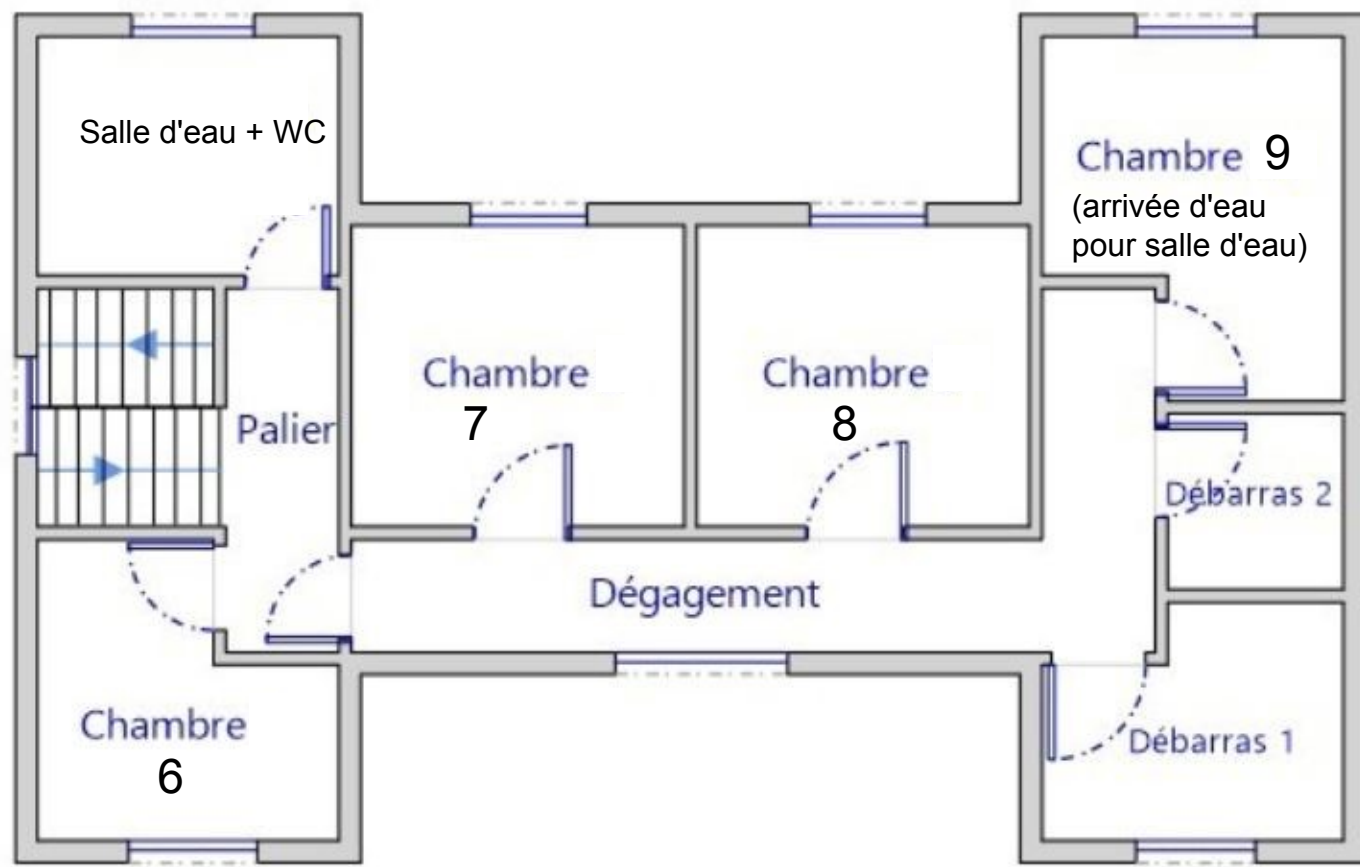 Salle d'eau + WC
Chambre 9
(arrivée d'eau
pour salle d'eau)
Chambre
7
Chambre
8
Palier
Débarras 2
Dégagement
Chambre
6
Débarras 1